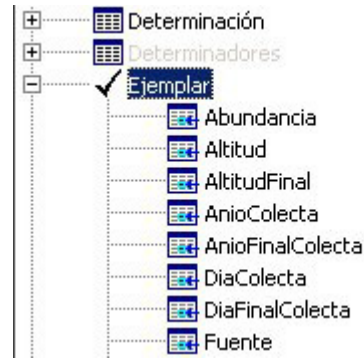 Determinación
Determinadores
Ejemplar
Abundancia
Altitud
AltitudFinal
AnioColecta
AnioFinalColecta
DiaColecta
DiaFinalColecta
Fuente